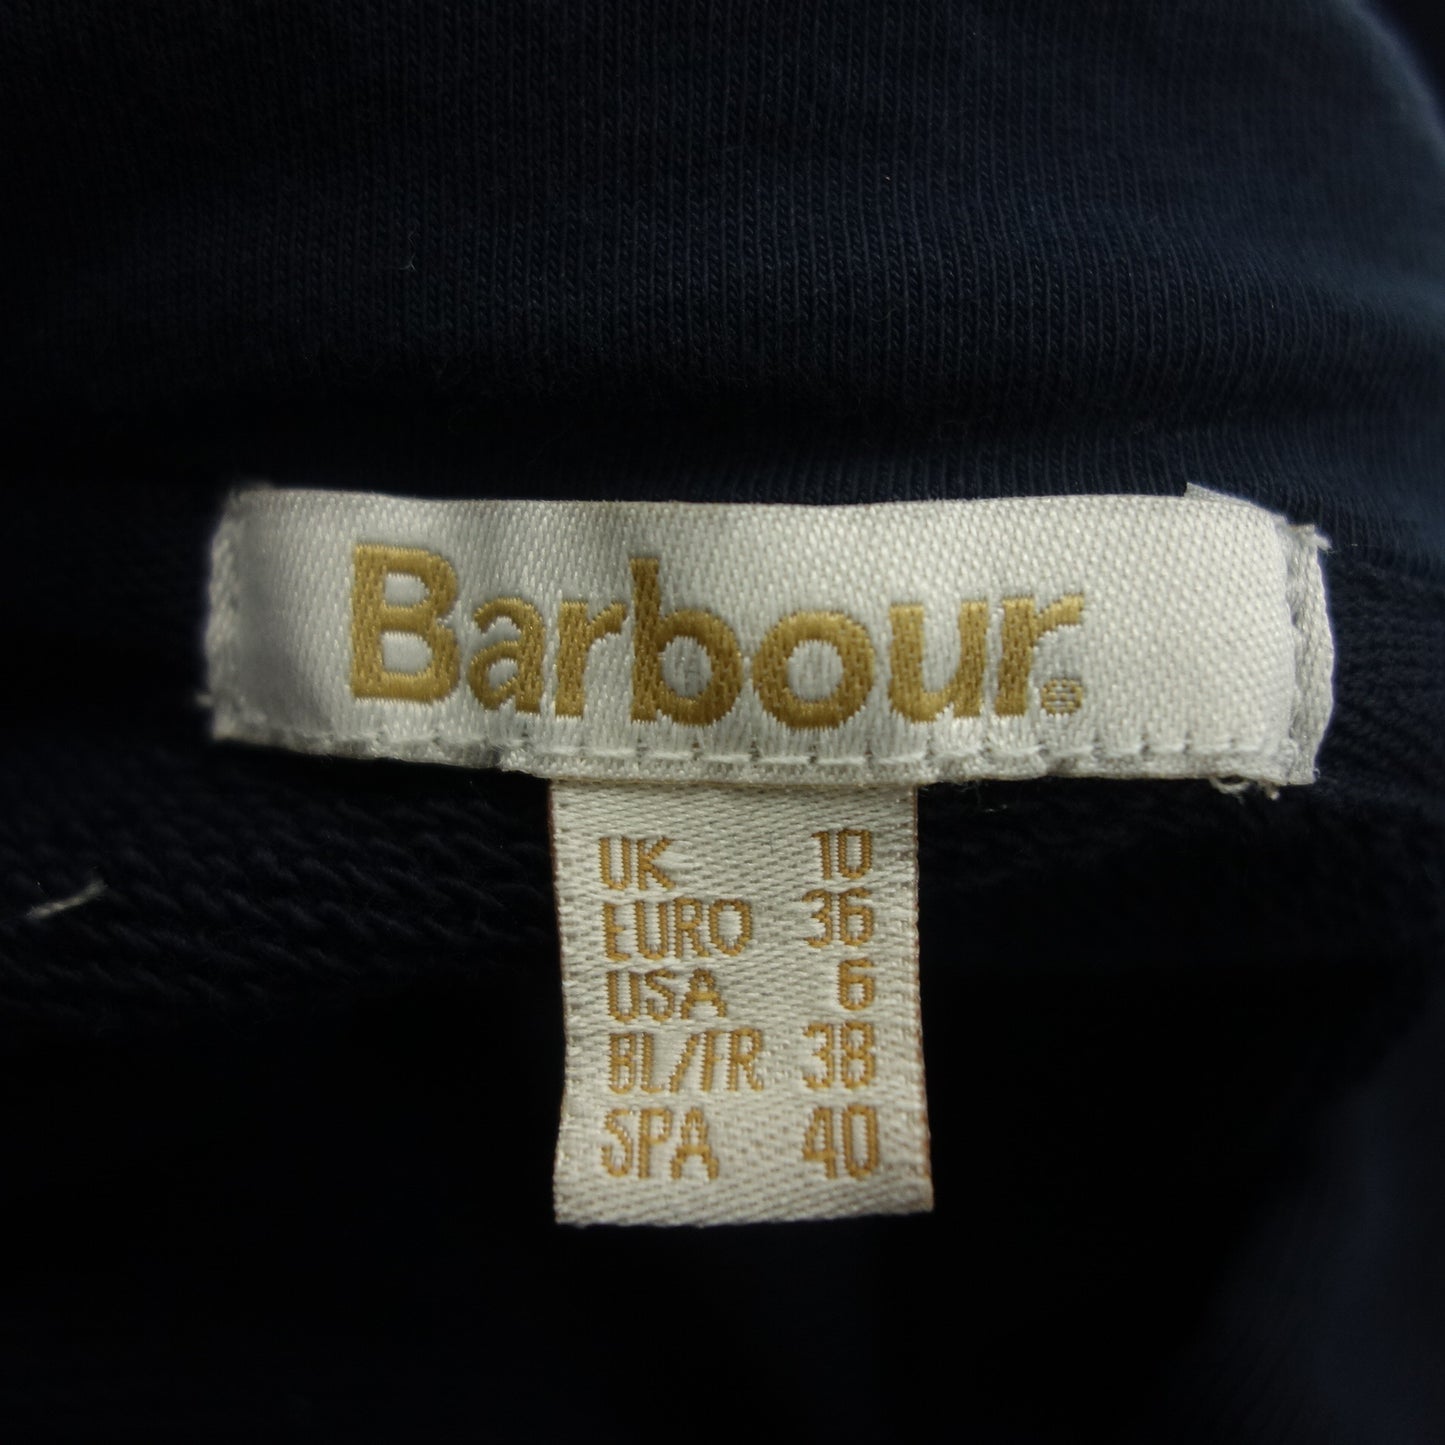 Barbour®
UK 10
EURO 36
USA 6
BL/IR 38
SPA 40